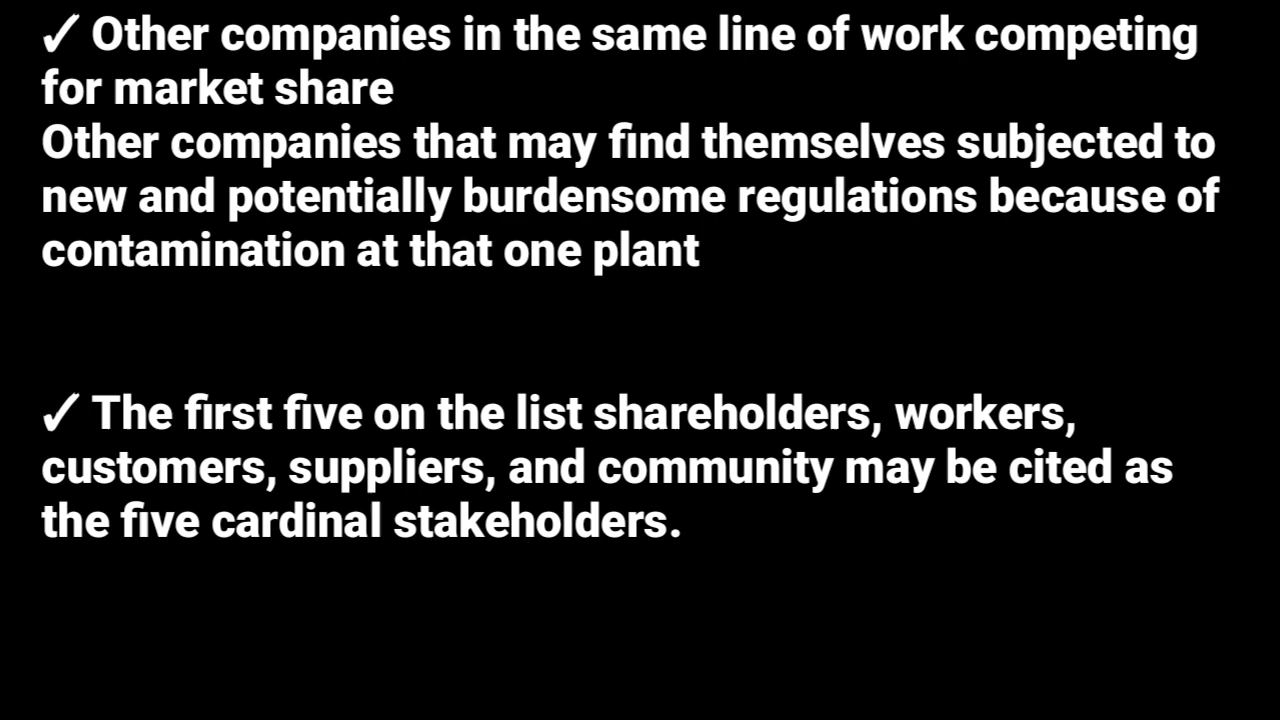 ✓ Other companies in the same line of work competing
for market share
Other companies that may find themselves subjected to
new and potentially burdensome regulations because of
contamination at that one plant
✓ The first five on the list shareholders, workers,
customers, suppliers, and community may be cited as
the five cardinal stakeholders.